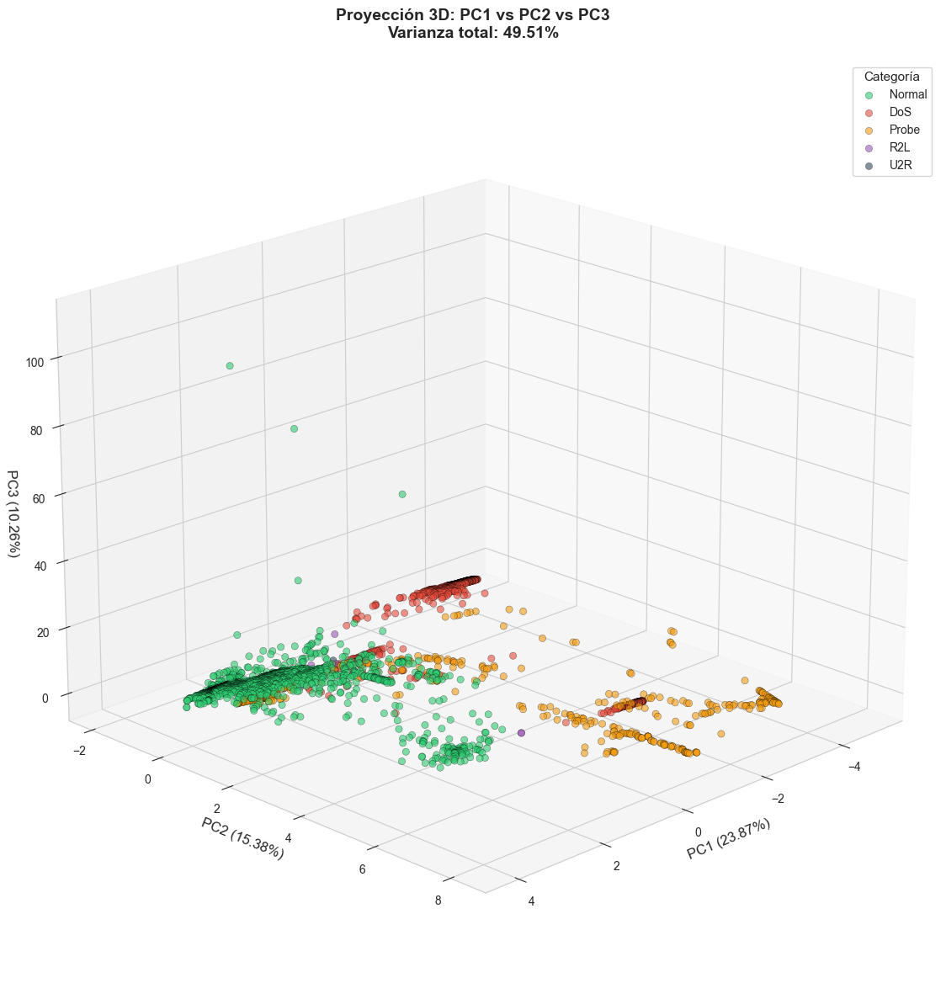 Proyección 3D: PC1 vs PC2 vs PC3
Varianza total: 49.51%
Categoría
Normal
DoS
Probe
R2L
U2R
100
80
60
40
20
0
PC3 (10.26%)
−2
0
2
4
6
8
PC2 (15.38%)
4
2
0
−2
−4
PC1 (23.87%)